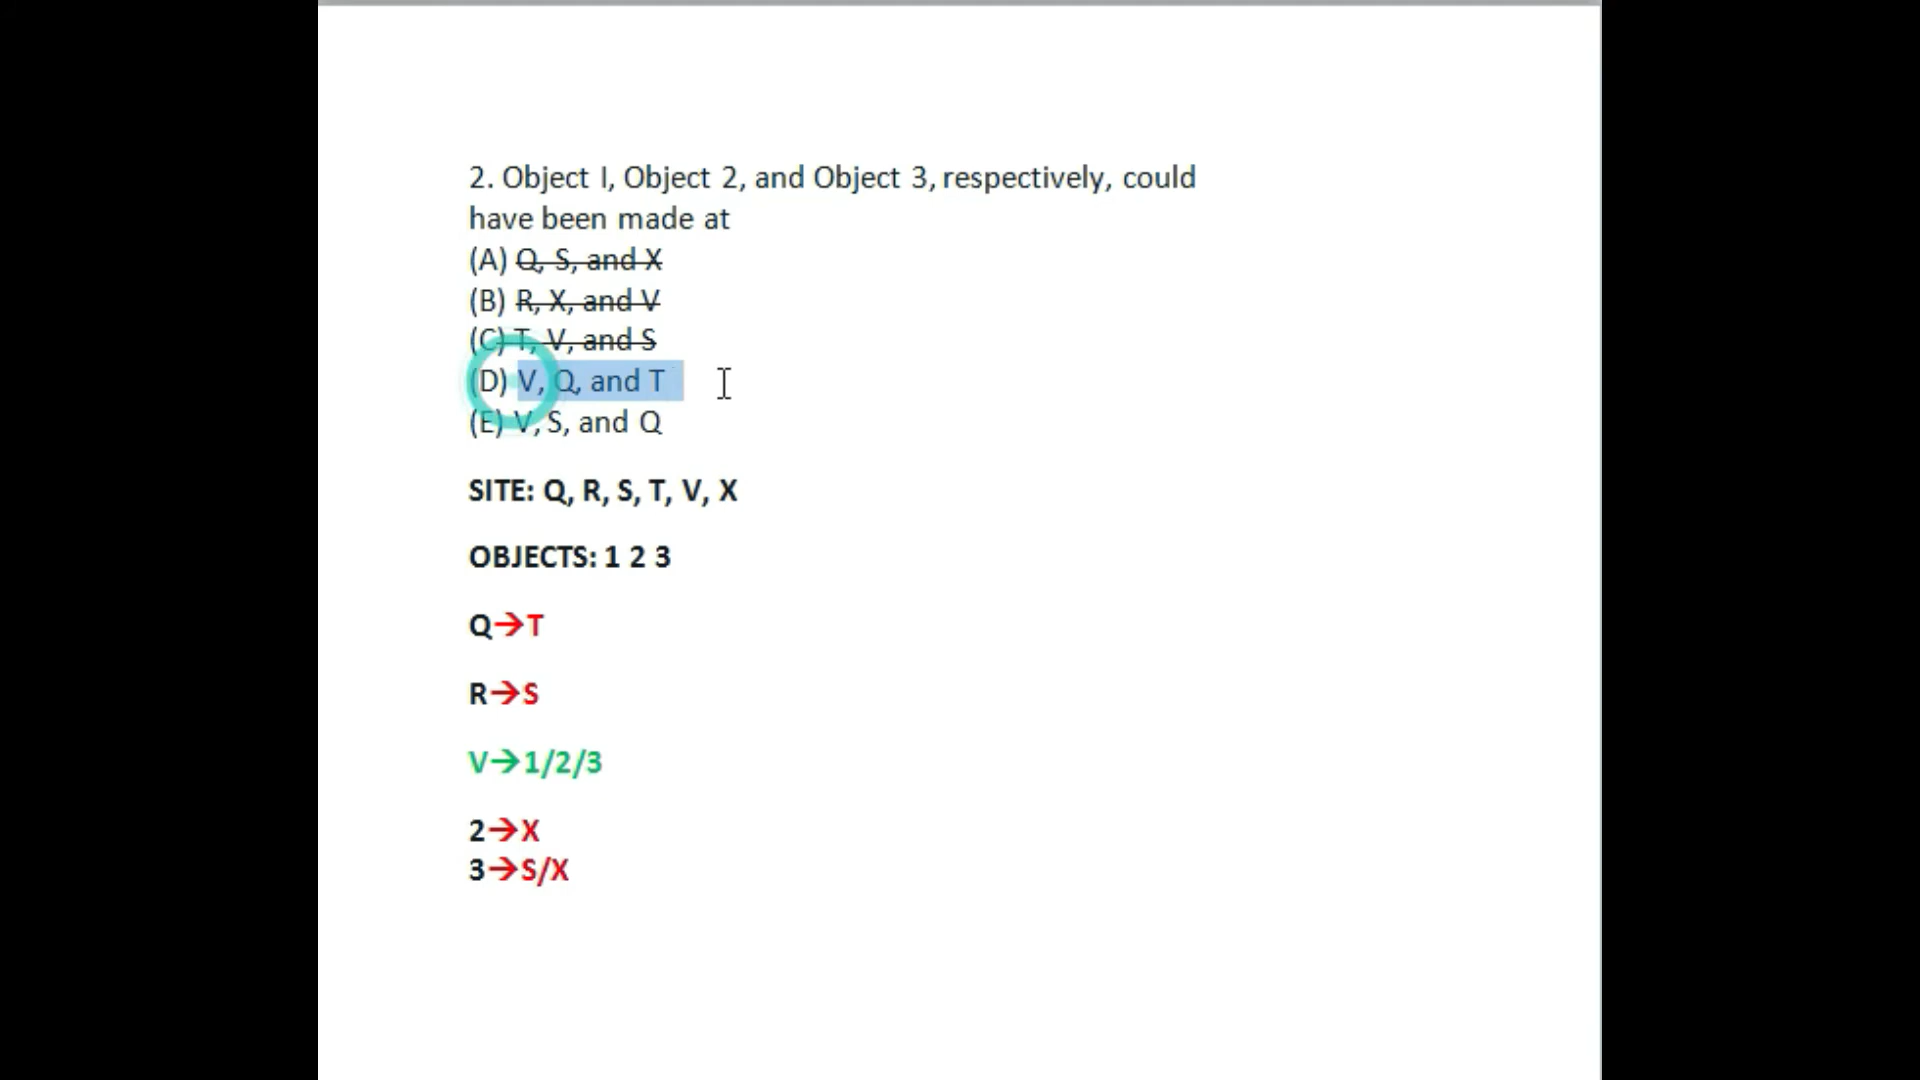 2. Object I, Object 2, and Object 3, respectively, could
have been made at
(A) Q, S, and X
(B) R, X, and V
(C) T, V, and S
(D) V, Q, and T
(E) V, S, and Q
SITE: Q, R, S, T, V, X
OBJECTS: 1 2 3
Q→T
R→S
V→1/2/3
2→X
3→S/X